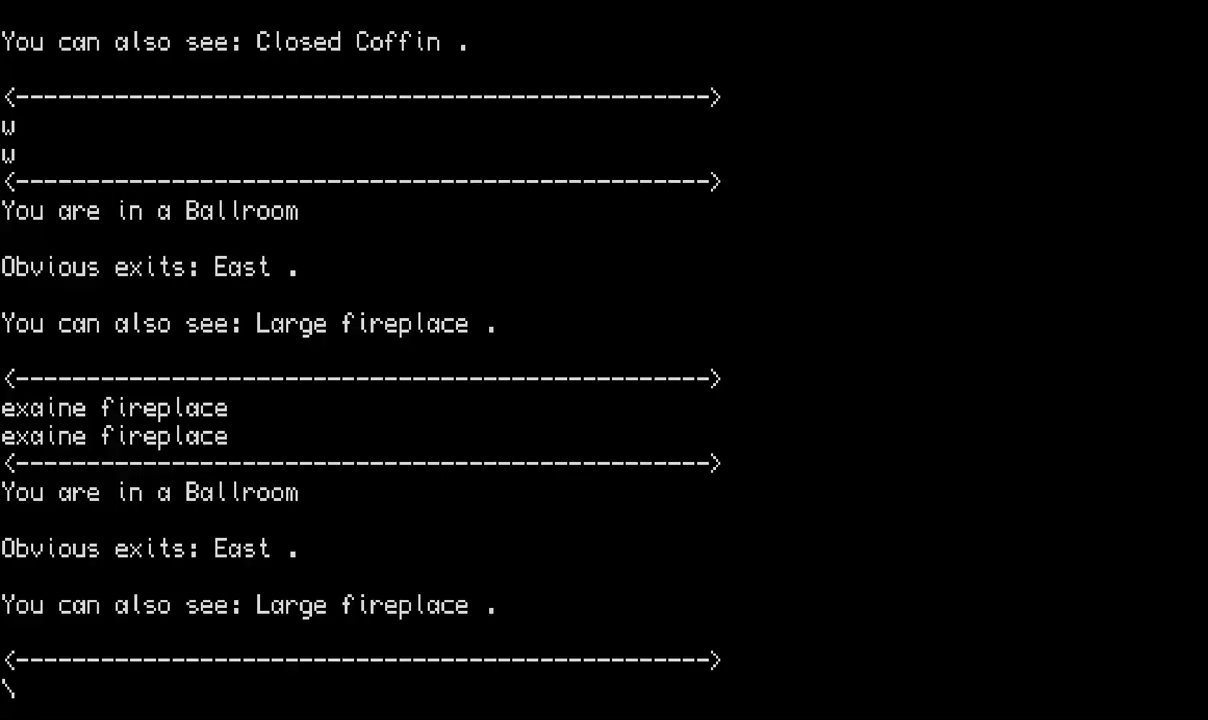 You can also see: Closed Coffin .
<------------------------------------------------->
w
w
<------------------------------------------------->
You are in a Ballroom
Obvious exits: East .
You can also see: Large fireplace .
<------------------------------------------------->
exaine fireplace
exaine fireplace
<------------------------------------------------->
You are in a Ballroom
Obvious exits: East .
You can also see: Large fireplace .
<------------------------------------------------->
\